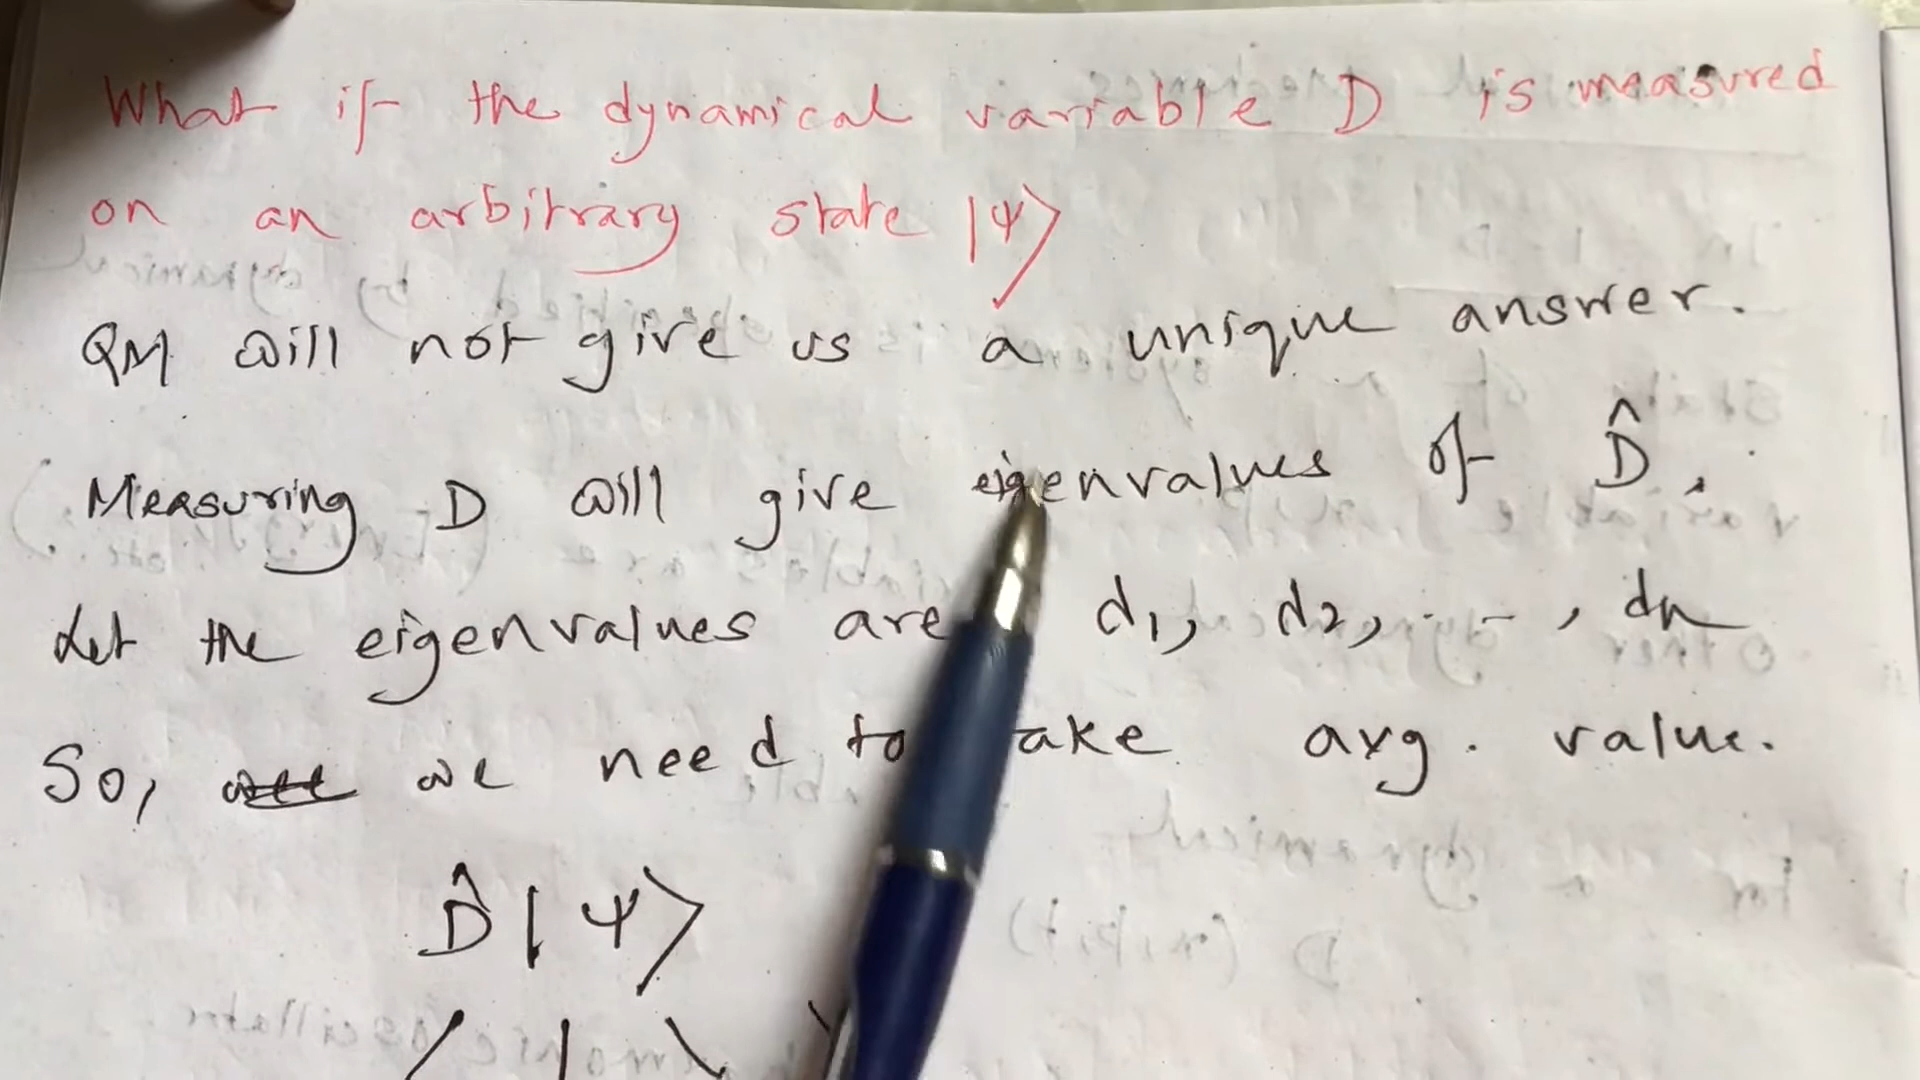 What if the dynamical variable D is measured
on an arbitrary state |ψ⟩
QM will not give us a unique answer.
Measuring D will give eigenvalues of D̂.
Let the eigenvalues are d1, d2, - - -, dn
So, we need to take avg. value.
D̂|ψ⟩